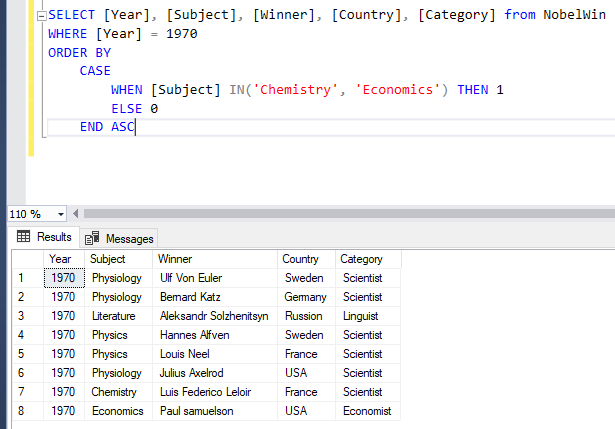 SELECT [Year], [Subject], [Winner], [Country], [Category] from NobelWin
WHERE [Year] = 1970
ORDER BY
CASE
WHEN [Subject] IN('Chemistry', 'Economics') THEN 1
ELSE 0
END ASC
110 %
Results Messages
Year Subject Winner Country Category
1 1970 Physiology Ulf Von Euler Sweden Scientist
2 1970 Physiology Bernard Katz Germany Scientist
3 1970 Literature Aleksandr Solzhenitsyn Russion Linguist
4 1970 Physics Hannes Alfven Sweden Scientist
5 1970 Physics Louis Neel France Scientist
6 1970 Physiology Julius Axelrod USA Scientist
7 1970 Chemistry Luis Federico Leloir France Scientist
8 1970 Economics Paul samuelson USA Economist